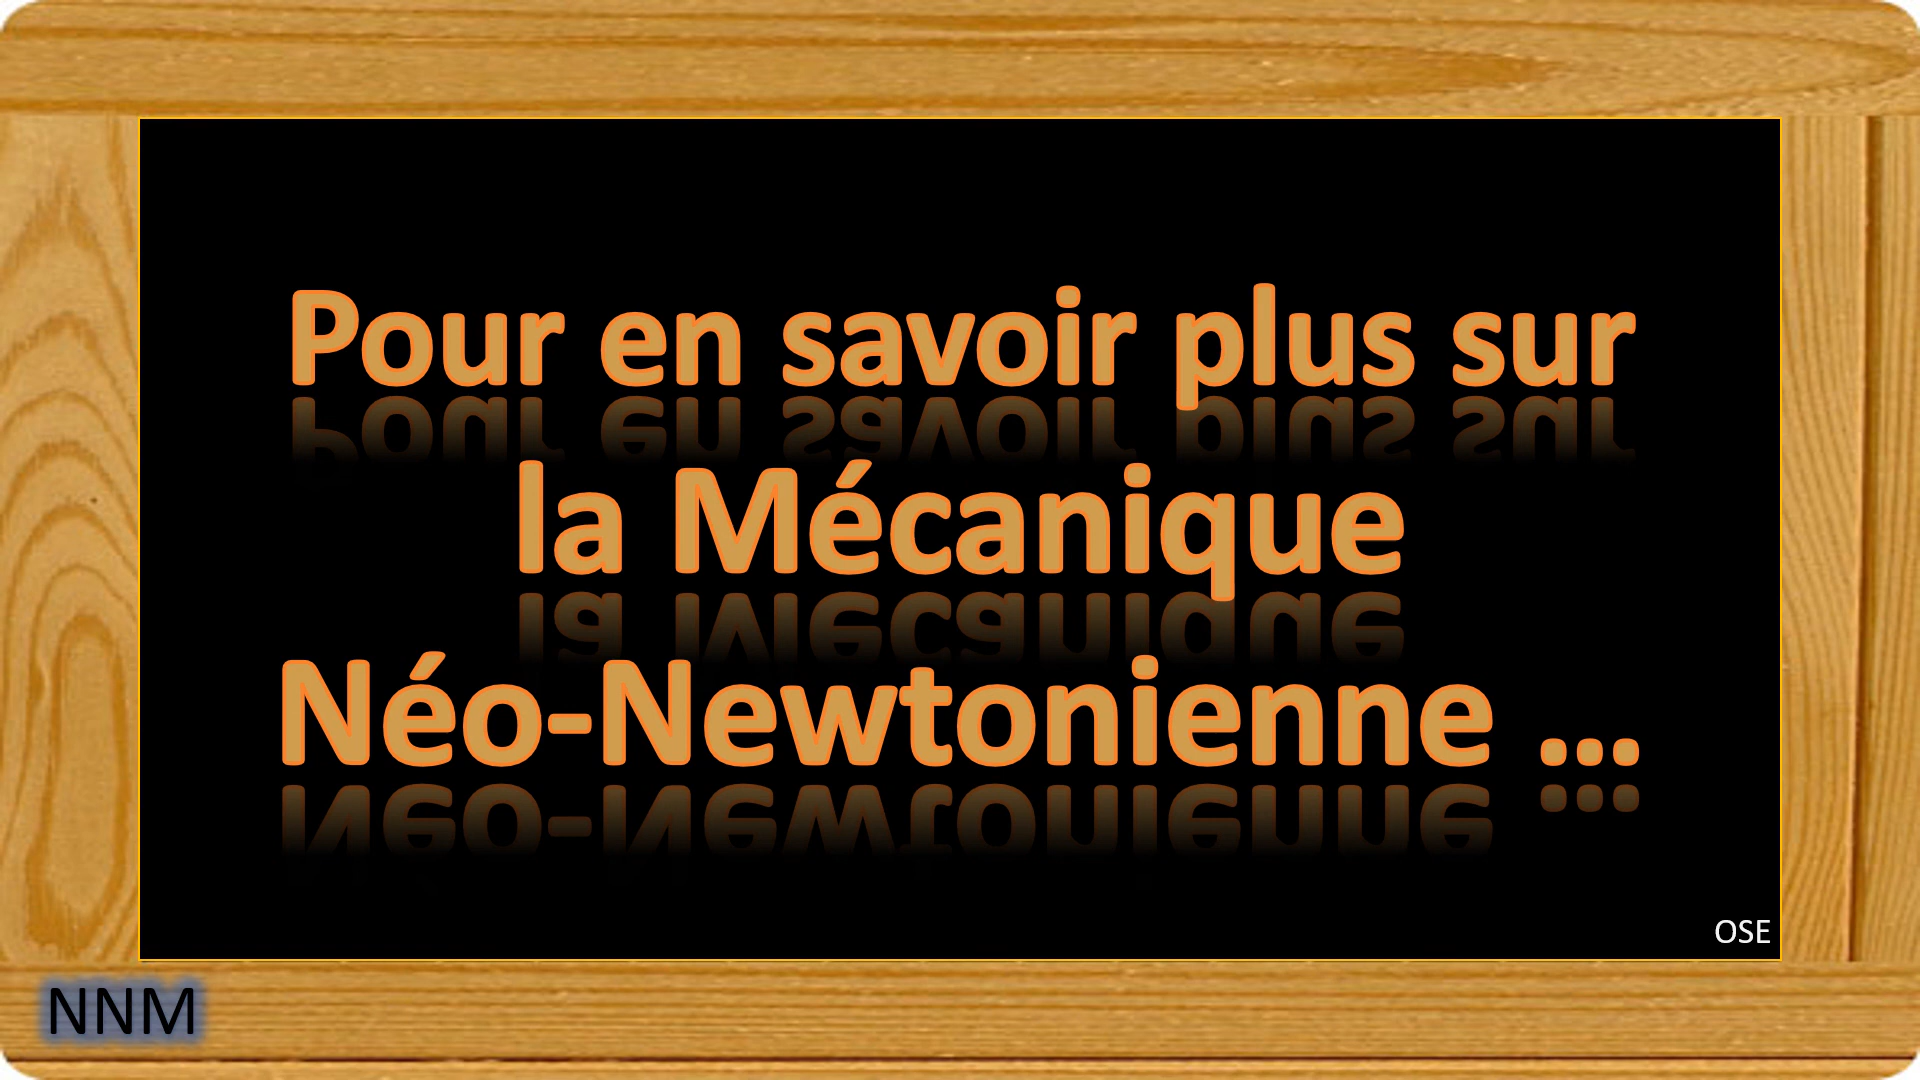 Pour en savoir plus sur
la Mécanique
Néo-Newtonienne ...
OSE
NNM